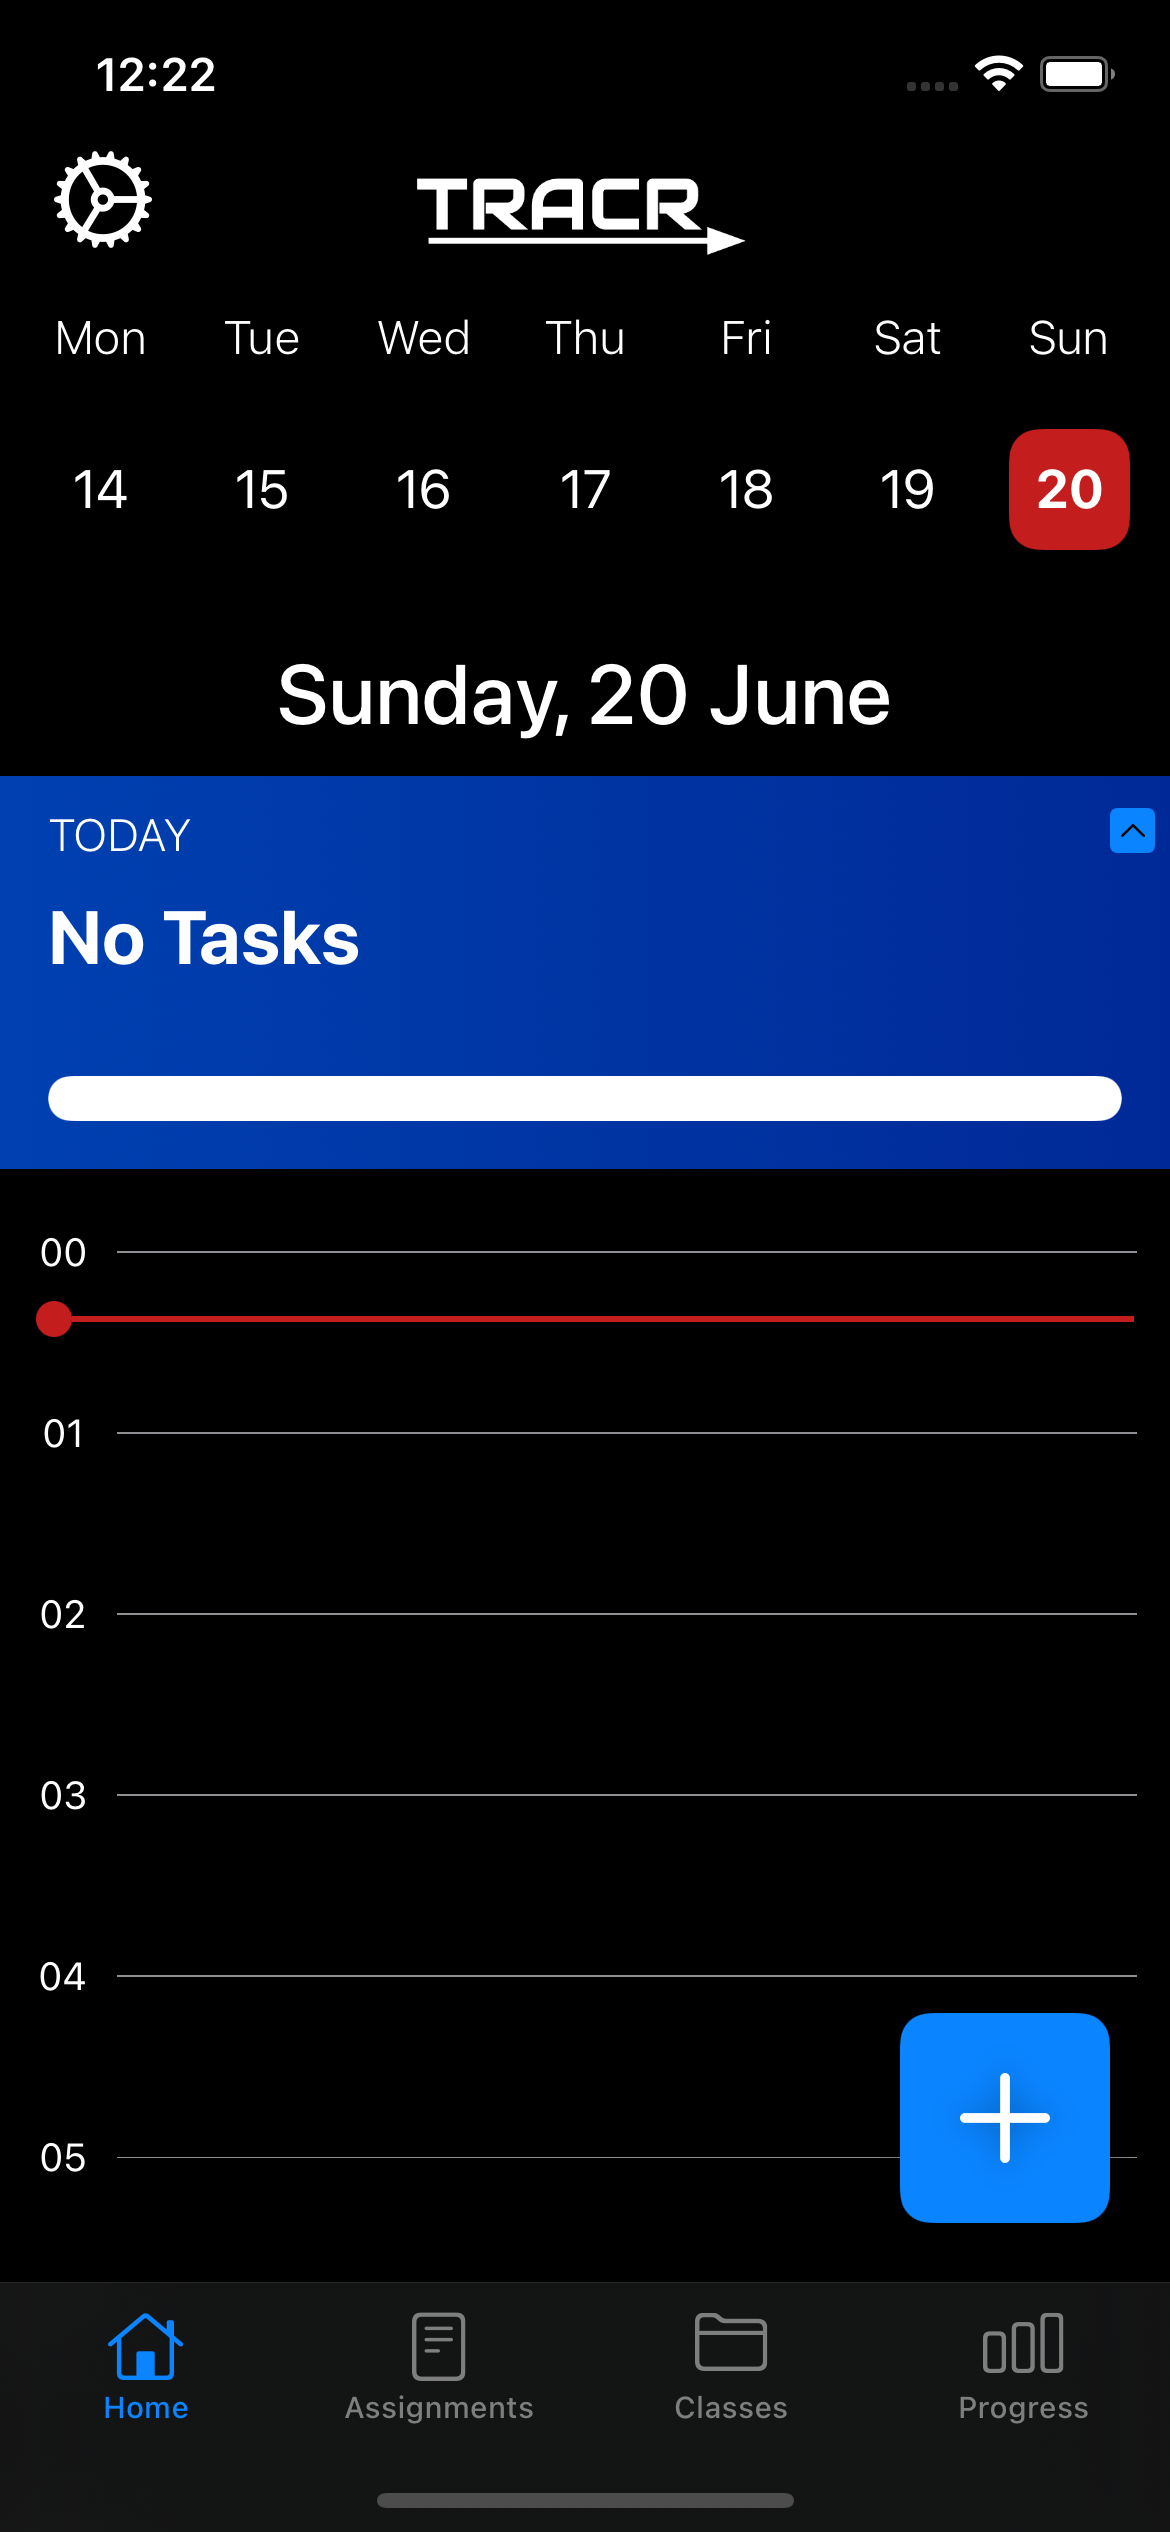 12:22
TRACR
Mon Tue Wed Thu Fri Sat Sun
14 15 16 17 18 19 20
Sunday, 20 June
TODAY
No Tasks
00
01
02
03
04
05
Home Assignments Classes Progress